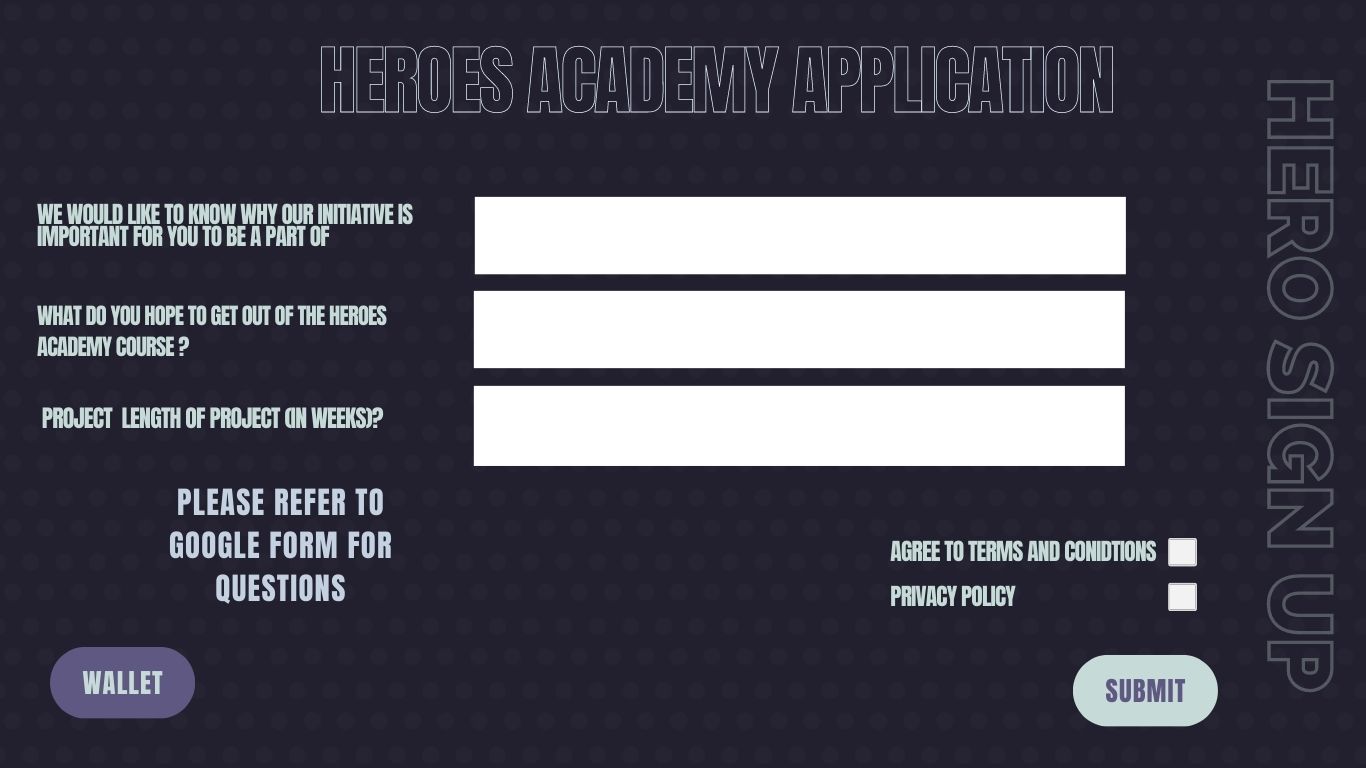 HEROES ACADEMY APPLICATION
WE WOULD LIKE TO KNOW WHY OUR INITIATIVE IS
IMPORTANT FOR YOU TO BE A PART OF
WHAT DO YOU HOPE TO GET OUT OF THE HEROES
ACADEMY COURSE ?
PROJECT LENGTH OF PROJECT (IN WEEKS)?
PLEASE REFER TO
GOOGLE FORM FOR
QUESTIONS
AGREE TO TERMS AND CONIDTIONS
PRIVACY POLICY
WALLET
SUBMIT
HERO SIGN UP